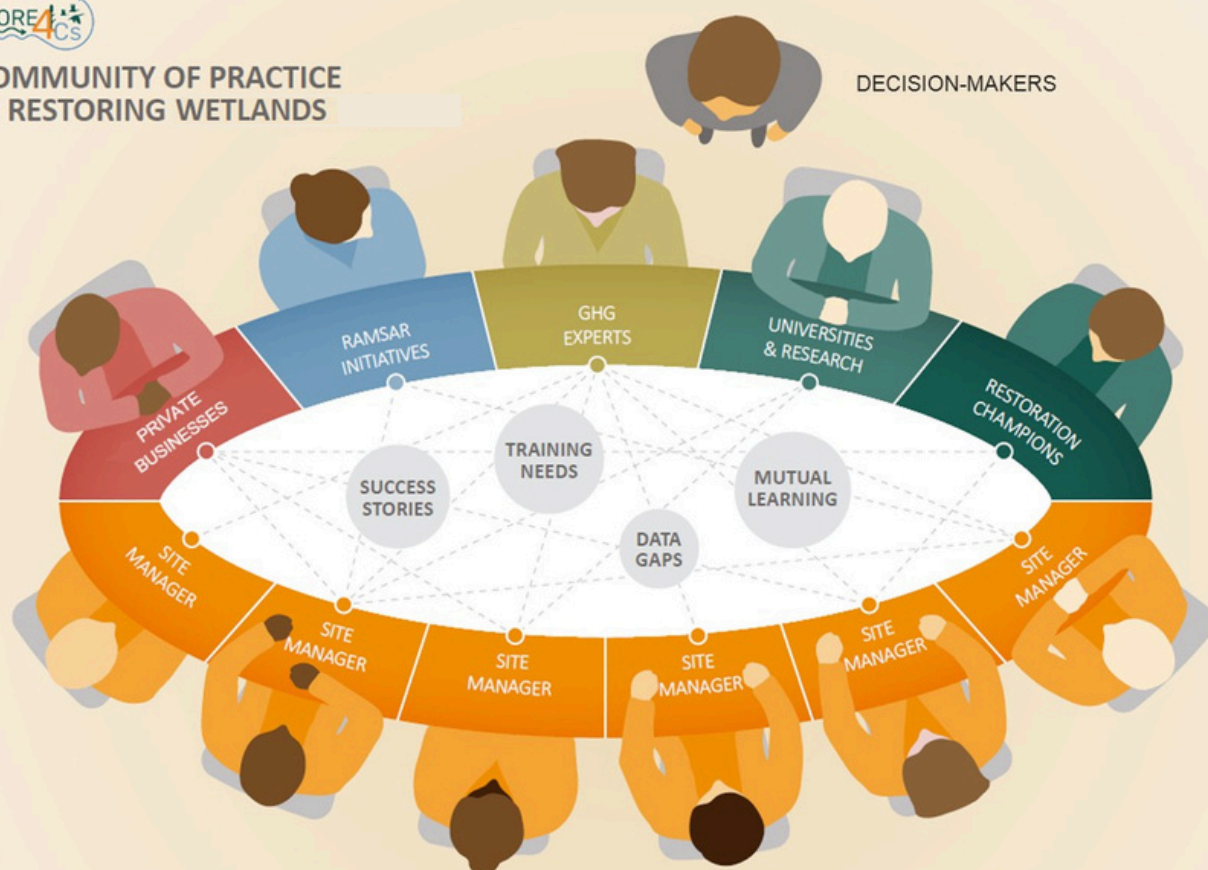 ORE4Cs
OMMUNITY OF PRACTICE
RESTORING WETLANDS
DECISION-MAKERS
GHG
EXPERTS
RAMSAR
INITIATIVES
UNIVERSITIES
& RESEARCH
PRIVATE
BUSINESSES
RESTORATION
CHAMPIONS
TRAINING
NEEDS
SUCCESS
STORIES
MUTUAL
LEARNING
DATA
GAPS
SITE
MANAGER
SITE
MANAGER
SITE
MANAGER
SITE
MANAGER
SITE
MANAGER
SITE
MANAGER